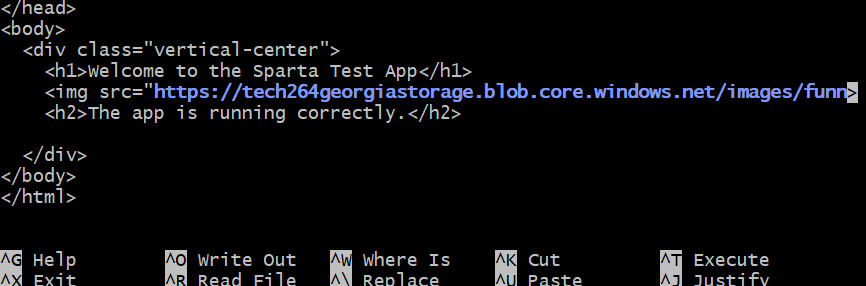 </head>
<body>
  <div class="vertical-center">
    <h1>Welcome to the Sparta Test App</h1>
    <img src="https://tech264georgiastorage.blob.core.windows.net/images/funn>
    <h2>The app is running correctly.</h2>
  </div>
</body>
</html>
^G Help ^O Write Out ^W Where Is ^K Cut ^T Execute
^X Exit ^R Read File ^\ Replace ^U Paste ^J Justify